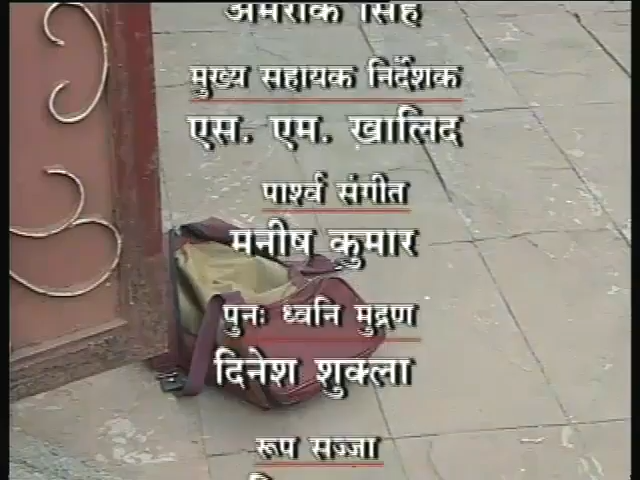 अमरीक सिंह
मुख्य सहायक निर्देशक
एस. एम. खालिद
पार्श्व संगीत
मनीष कुमार
पुनः ध्वनि मुद्रण
दिनेश शुक्ला
रूप सज्जा